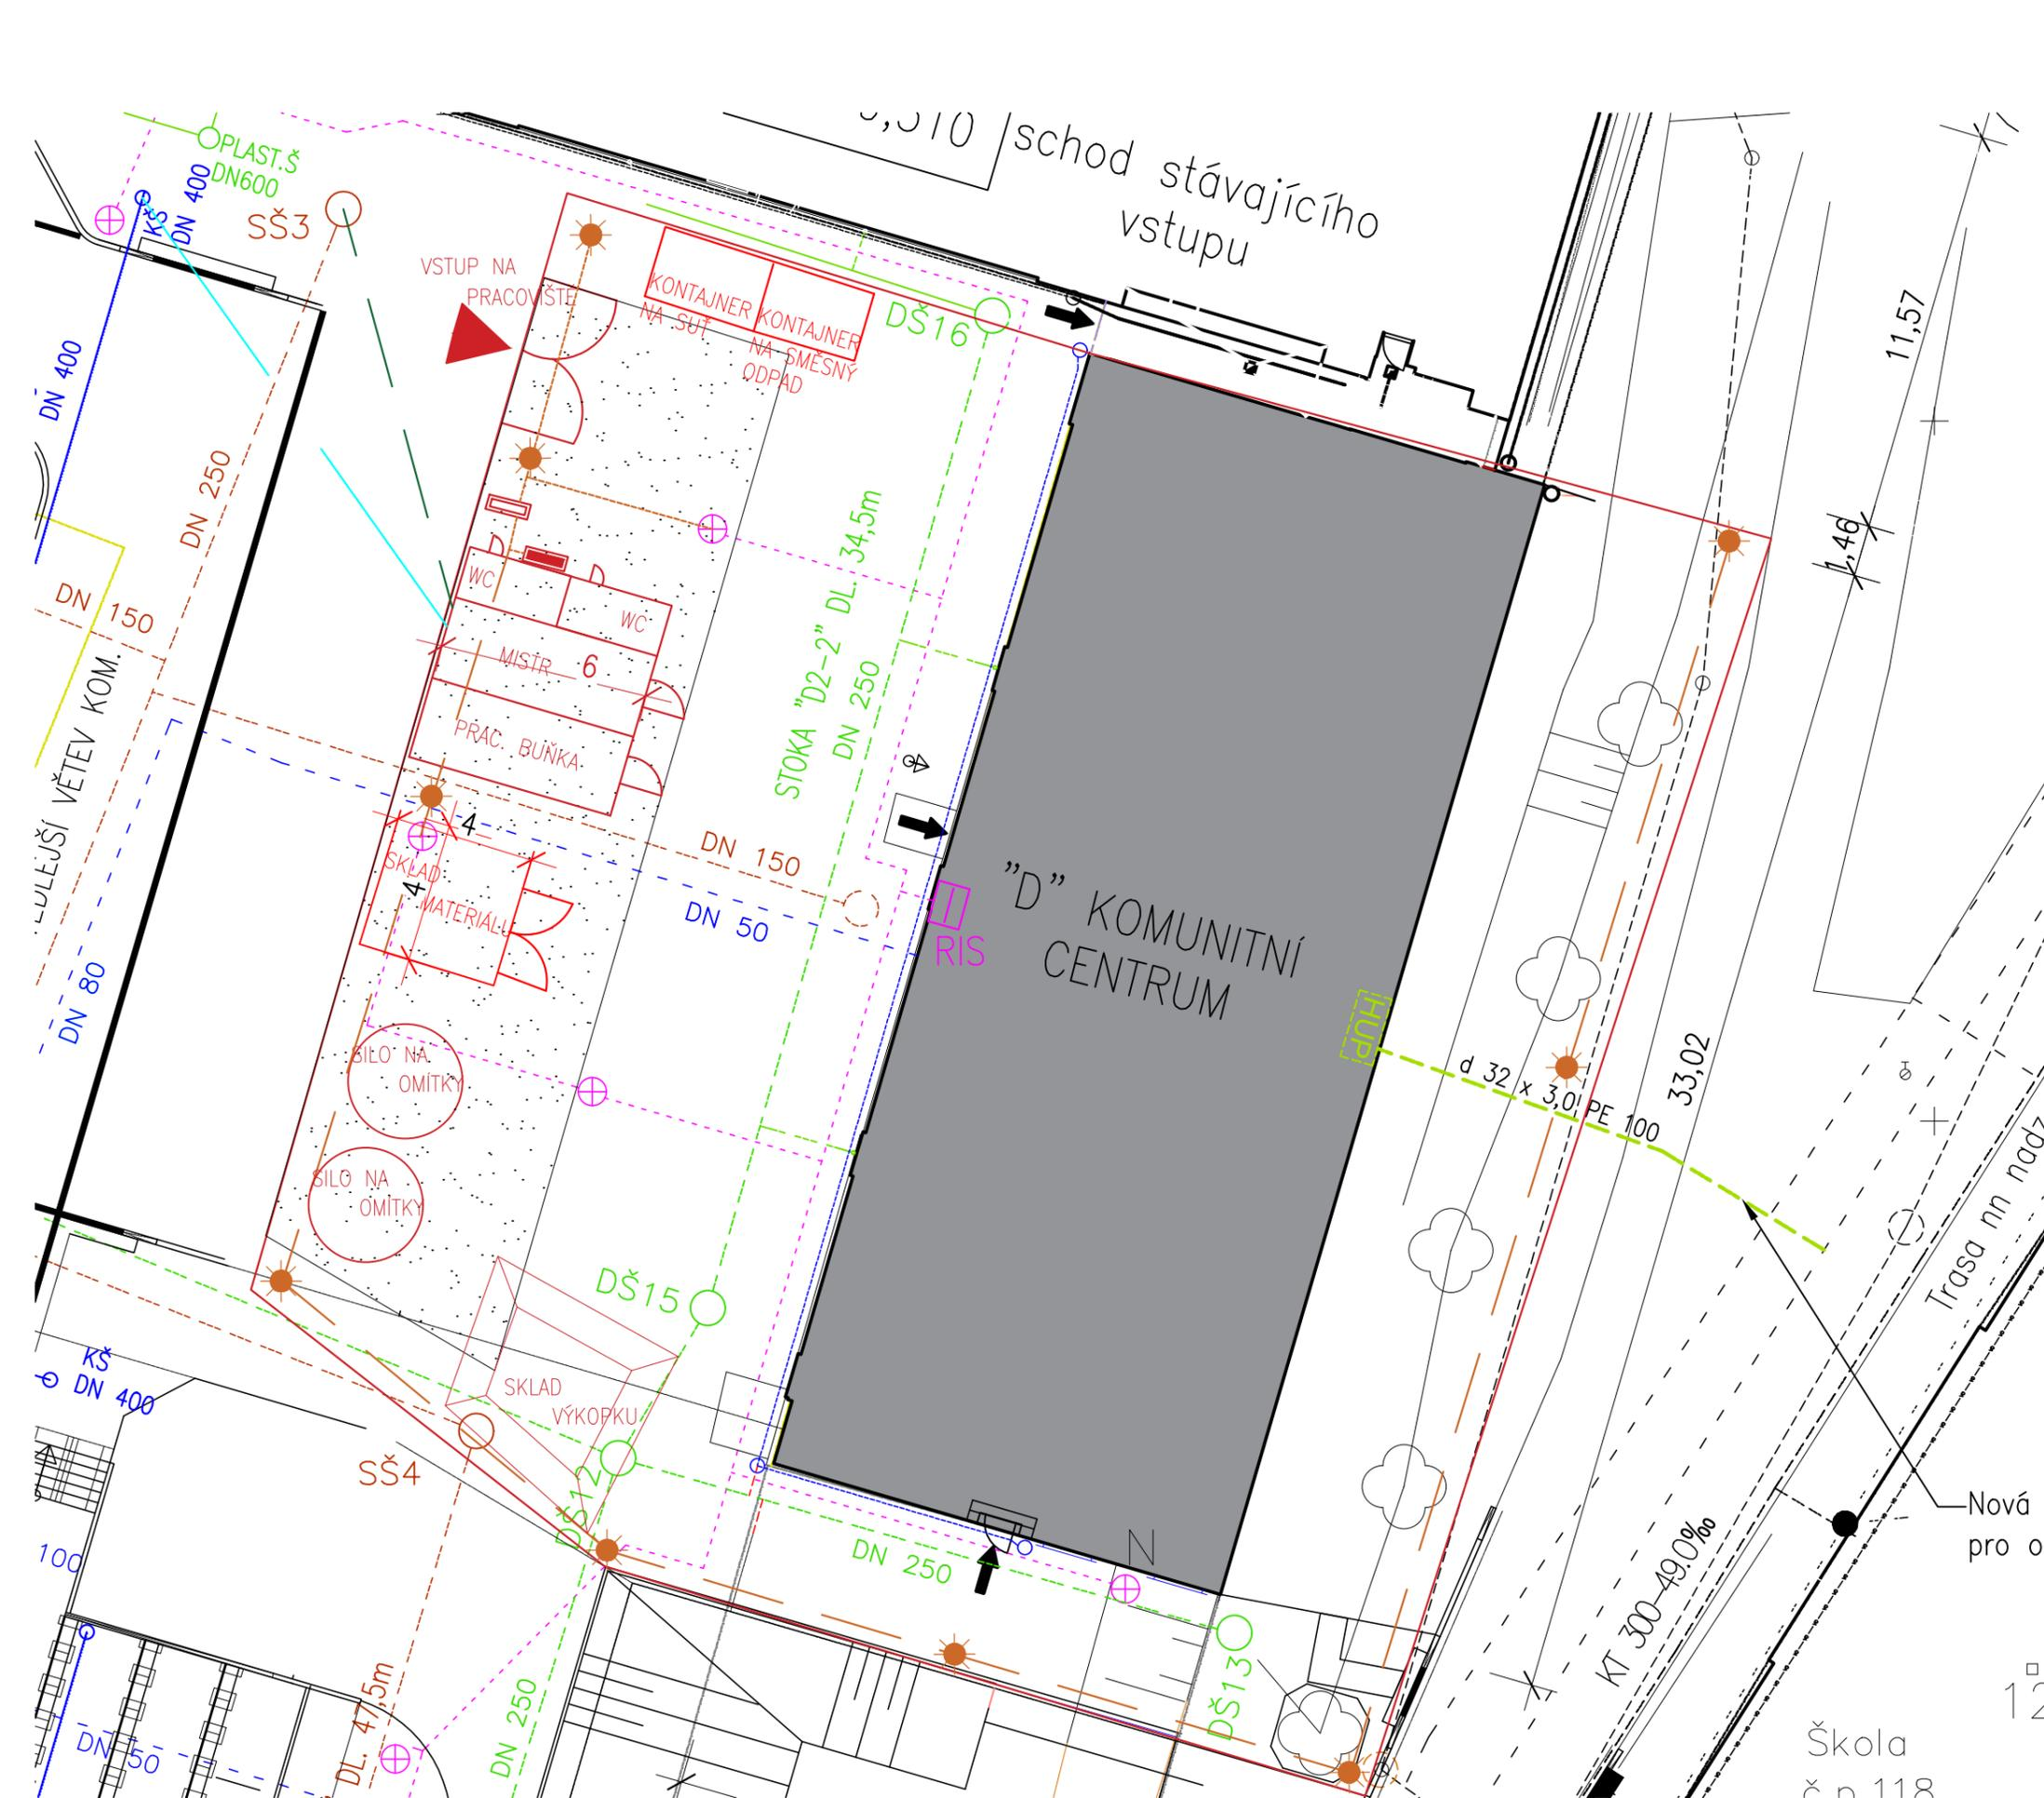 schod stávajícího
vstupu
PLAST.Š
DN600
KŠ
DN 400
SŠ3
VSTUP NA
PRACOVIŠTĚ
KONTAJNER
NA SUŤ
KONTAJNER
NA SMĚSNÝ
ODPAD
DŠ16
11,57
DN 400
DN 250
1,46
WC
WC
STOKA "D2-2" DL. 34,5m
DN 250
DN 150
MISTR
6
PRAC. BUŇKA
VĚTEV KOM.
4
DN 150
SKLAD
4
MATERIÁLU
DN 50
"D" KOMUNITNÍ
CENTRUM
RIS
DN 80
HUP
SILO NA
OMÍTKY
d 32 x 3,0 PE 100
33,02
SILO NA
OMÍTKY
Trasa nn
DŠ15
KŠ
DN 400
SKLAD
VÝKOPKU
SŠ4
DŠ12
Nová
pro
N
DN 250
100
KT 300-49.0‰
DŠ13
DN 250
DL. 47,5m
DN 50
Škola
č.p.118